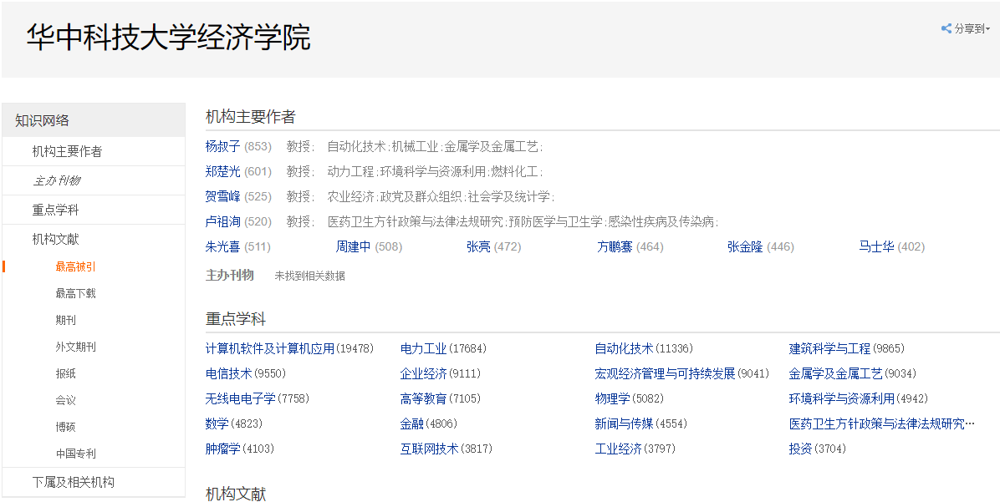 华中科技大学经济学院
分享到
知识网络
机构主要作者
主办刊物
重点学科
机构文献
最高被引
最高下载
期刊
外文期刊
报纸
会议
博硕
中国专利
下属及相关机构
机构主要作者
杨叔子 (853) 教授; 自动化技术;机械工业;金属学及金属工艺;
郑楚光 (601) 教授; 动力工程;环境科学与资源利用;燃料化工;
贺雪峰 (525) 教授; 农业经济;政党及群众组织;社会学及统计学;
卢祖洵 (520) 教授; 医药卫生方针政策与法律法规研究;预防医学与卫生学;感染性疾病及传染病;
朱光喜 (511) 周建中 (508) 张亮 (472) 方鹏骞 (464) 张金隆 (446) 马士华 (402)
主办刊物 未找到相关数据
重点学科
计算机软件及计算机应用(19478) 电力工业(17684) 自动化技术(11336) 建筑科学与工程(9865)
电信技术(9550) 企业经济(9111) 宏观经济管理与可持续发展(9041) 金属学及金属工艺(9034)
无线电电子学(7758) 高等教育(7105) 物理学(5082) 环境科学与资源利用(4942)
数学(4823) 金融(4806) 新闻与传媒(4554) 医药卫生方针政策与法律法规研究…
肿瘤学(4103) 互联网技术(3817) 工业经济(3797) 投资(3704)
机构文献